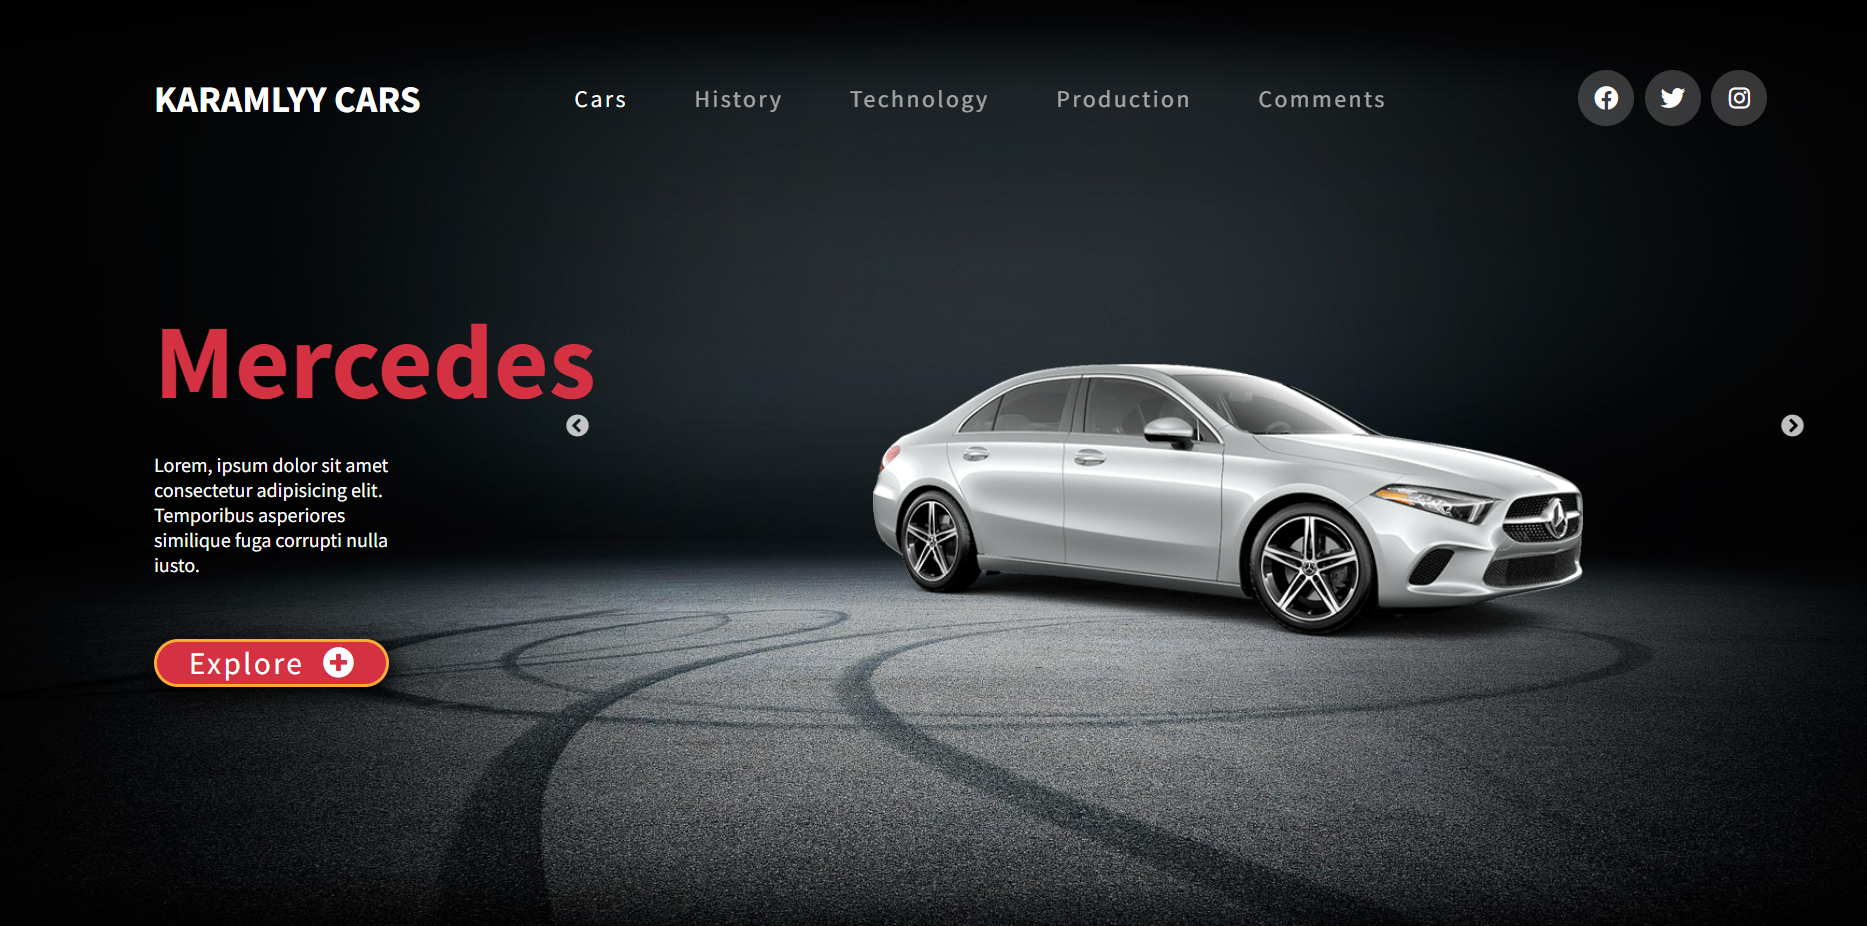 KARAMLYY CARS
Cars
History
Technology
Production
Comments
Mercedes
Lorem, ipsum dolor sit amet
consectetur adipisicing elit.
Temporibus asperiores
similique fuga corrupti nulla
iusto.
Explore